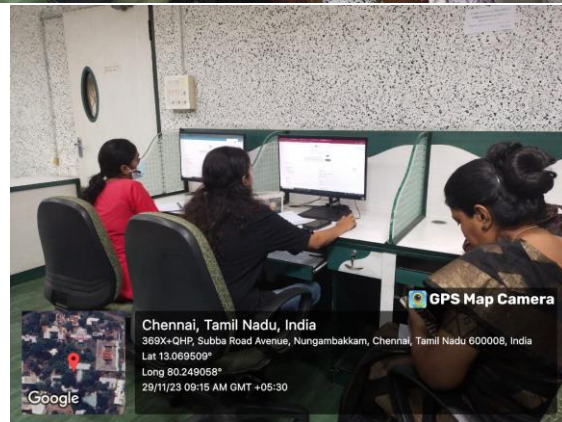 GPS Map Camera
Chennai, Tamil Nadu, India
369X+QHP, Subba Road Avenue, Nungambakkam, Chennai, Tamil Nadu 600008, India
Lat 13.069509°
Long 80.249058°
29/11/23 09:15 AM GMT +05:30
Google